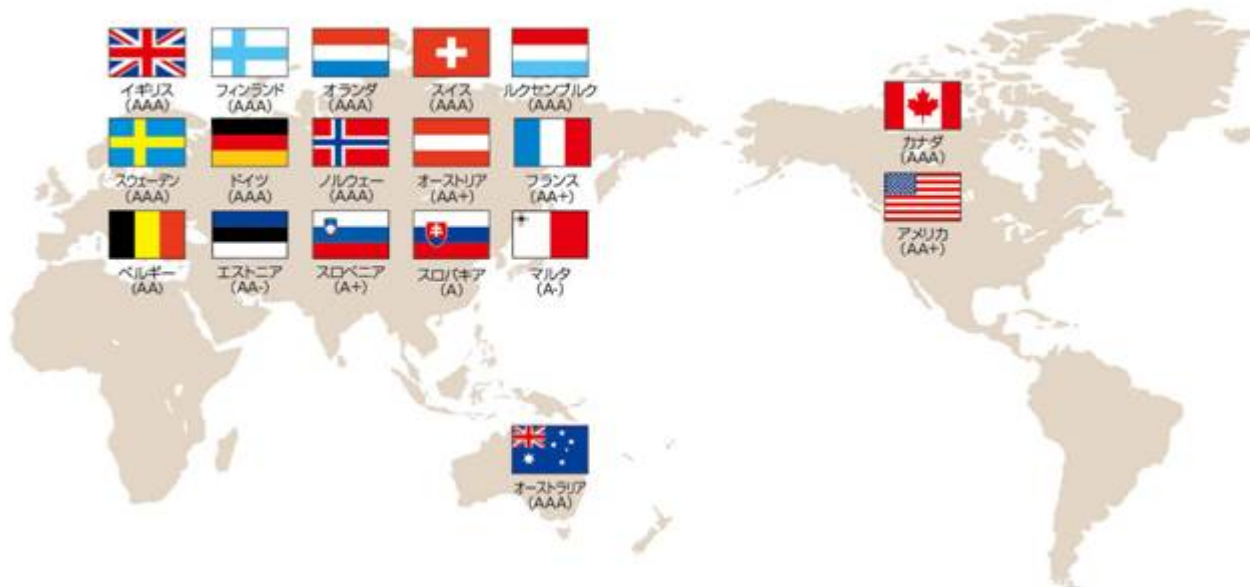 イギリス
(AAA)
フィンランド
(AAA)
オランダ
(AAA)
スイス
(AAA)
ルクセンブルク
(AAA)
カナダ
(AAA)
スウェーデン
(AAA)
ドイツ
(AAA)
ノルウェー
(AAA)
オーストリア
(AA+)
フランス
(AA+)
アメリカ
(AA+)
ベルギー
(AA)
エストニア
(AA-)
スロベニア
(A+)
スロバキア
(A)
マルタ
(A-)
オーストラリア
(AAA)